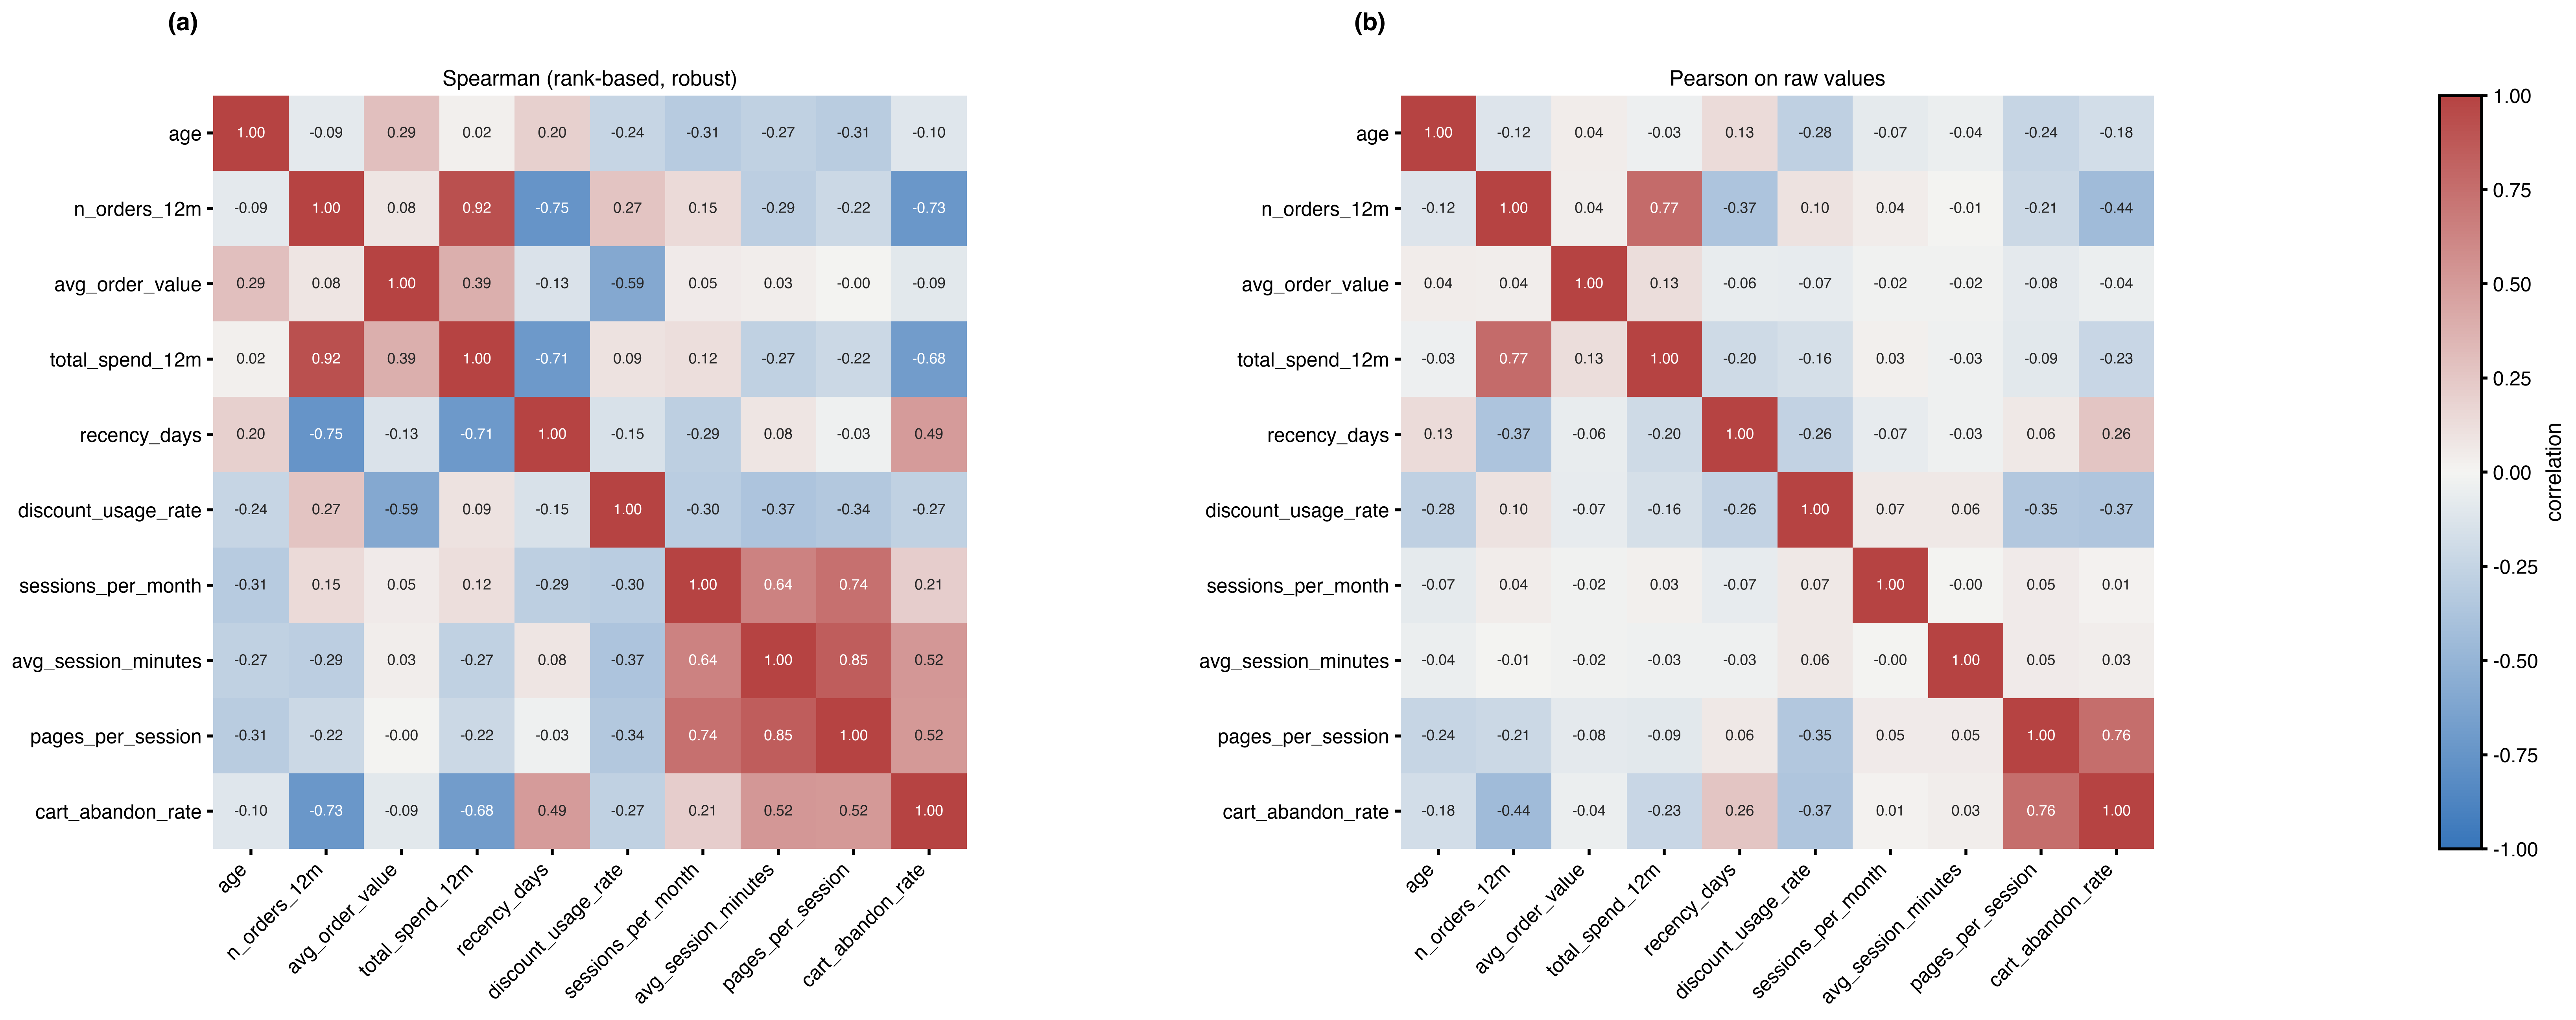 (a)
Spearman (rank-based, robust)
age 1.00 -0.09 0.29 0.02 0.20 -0.24 -0.31 -0.27 -0.31 -0.10
n_orders_12m -0.09 1.00 0.08 0.92 -0.75 0.27 0.15 -0.29 -0.22 -0.73
avg_order_value 0.29 0.08 1.00 0.39 -0.13 -0.59 0.05 0.03 -0.00 -0.09
total_spend_12m 0.02 0.92 0.39 1.00 -0.71 0.09 0.12 -0.27 -0.22 -0.68
recency_days 0.20 -0.75 -0.13 -0.71 1.00 -0.15 -0.29 0.08 -0.03 0.49
discount_usage_rate -0.24 0.27 -0.59 0.09 -0.15 1.00 -0.30 -0.37 -0.34 -0.27
sessions_per_month -0.31 0.15 0.05 0.12 -0.29 -0.30 1.00 0.64 0.74 0.21
avg_session_minutes -0.27 -0.29 0.03 -0.27 0.08 -0.37 0.64 1.00 0.85 0.52
pages_per_session -0.31 -0.22 -0.00 -0.22 -0.03 -0.34 0.74 0.85 1.00 0.52
cart_abandon_rate -0.10 -0.73 -0.09 -0.68 0.49 -0.27 0.21 0.52 0.52 1.00
age
n_orders_12m
avg_order_value
total_spend_12m
recency_days
discount_usage_rate
sessions_per_month
avg_session_minutes
pages_per_session
cart_abandon_rate
(b)
Pearson on raw values
age 1.00 -0.12 0.04 -0.03 0.13 -0.28 -0.07 -0.04 -0.24 -0.18
n_orders_12m -0.12 1.00 0.04 0.77 -0.37 0.10 0.04 -0.01 -0.21 -0.44
avg_order_value 0.04 0.04 1.00 0.13 -0.06 -0.07 -0.02 -0.02 -0.08 -0.04
total_spend_12m -0.03 0.77 0.13 1.00 -0.20 -0.16 0.03 -0.03 -0.09 -0.23
recency_days 0.13 -0.37 -0.06 -0.20 1.00 -0.26 -0.07 -0.03 0.06 0.26
discount_usage_rate -0.28 0.10 -0.07 -0.16 -0.26 1.00 0.07 0.06 -0.35 -0.37
sessions_per_month -0.07 0.04 -0.02 0.03 -0.07 0.07 1.00 -0.00 0.05 0.01
avg_session_minutes -0.04 -0.01 -0.02 -0.03 -0.03 0.06 -0.00 1.00 0.05 0.03
pages_per_session -0.24 -0.21 -0.08 -0.09 0.06 -0.35 0.05 0.05 1.00 0.76
cart_abandon_rate -0.18 -0.44 -0.04 -0.23 0.26 -0.37 0.01 0.03 0.76 1.00
age
n_orders_12m
avg_order_value
total_spend_12m
recency_days
discount_usage_rate
sessions_per_month
avg_session_minutes
pages_per_session
cart_abandon_rate
1.00
0.75
0.50
0.25
0.00
-0.25
-0.50
-0.75
-1.00
correlation